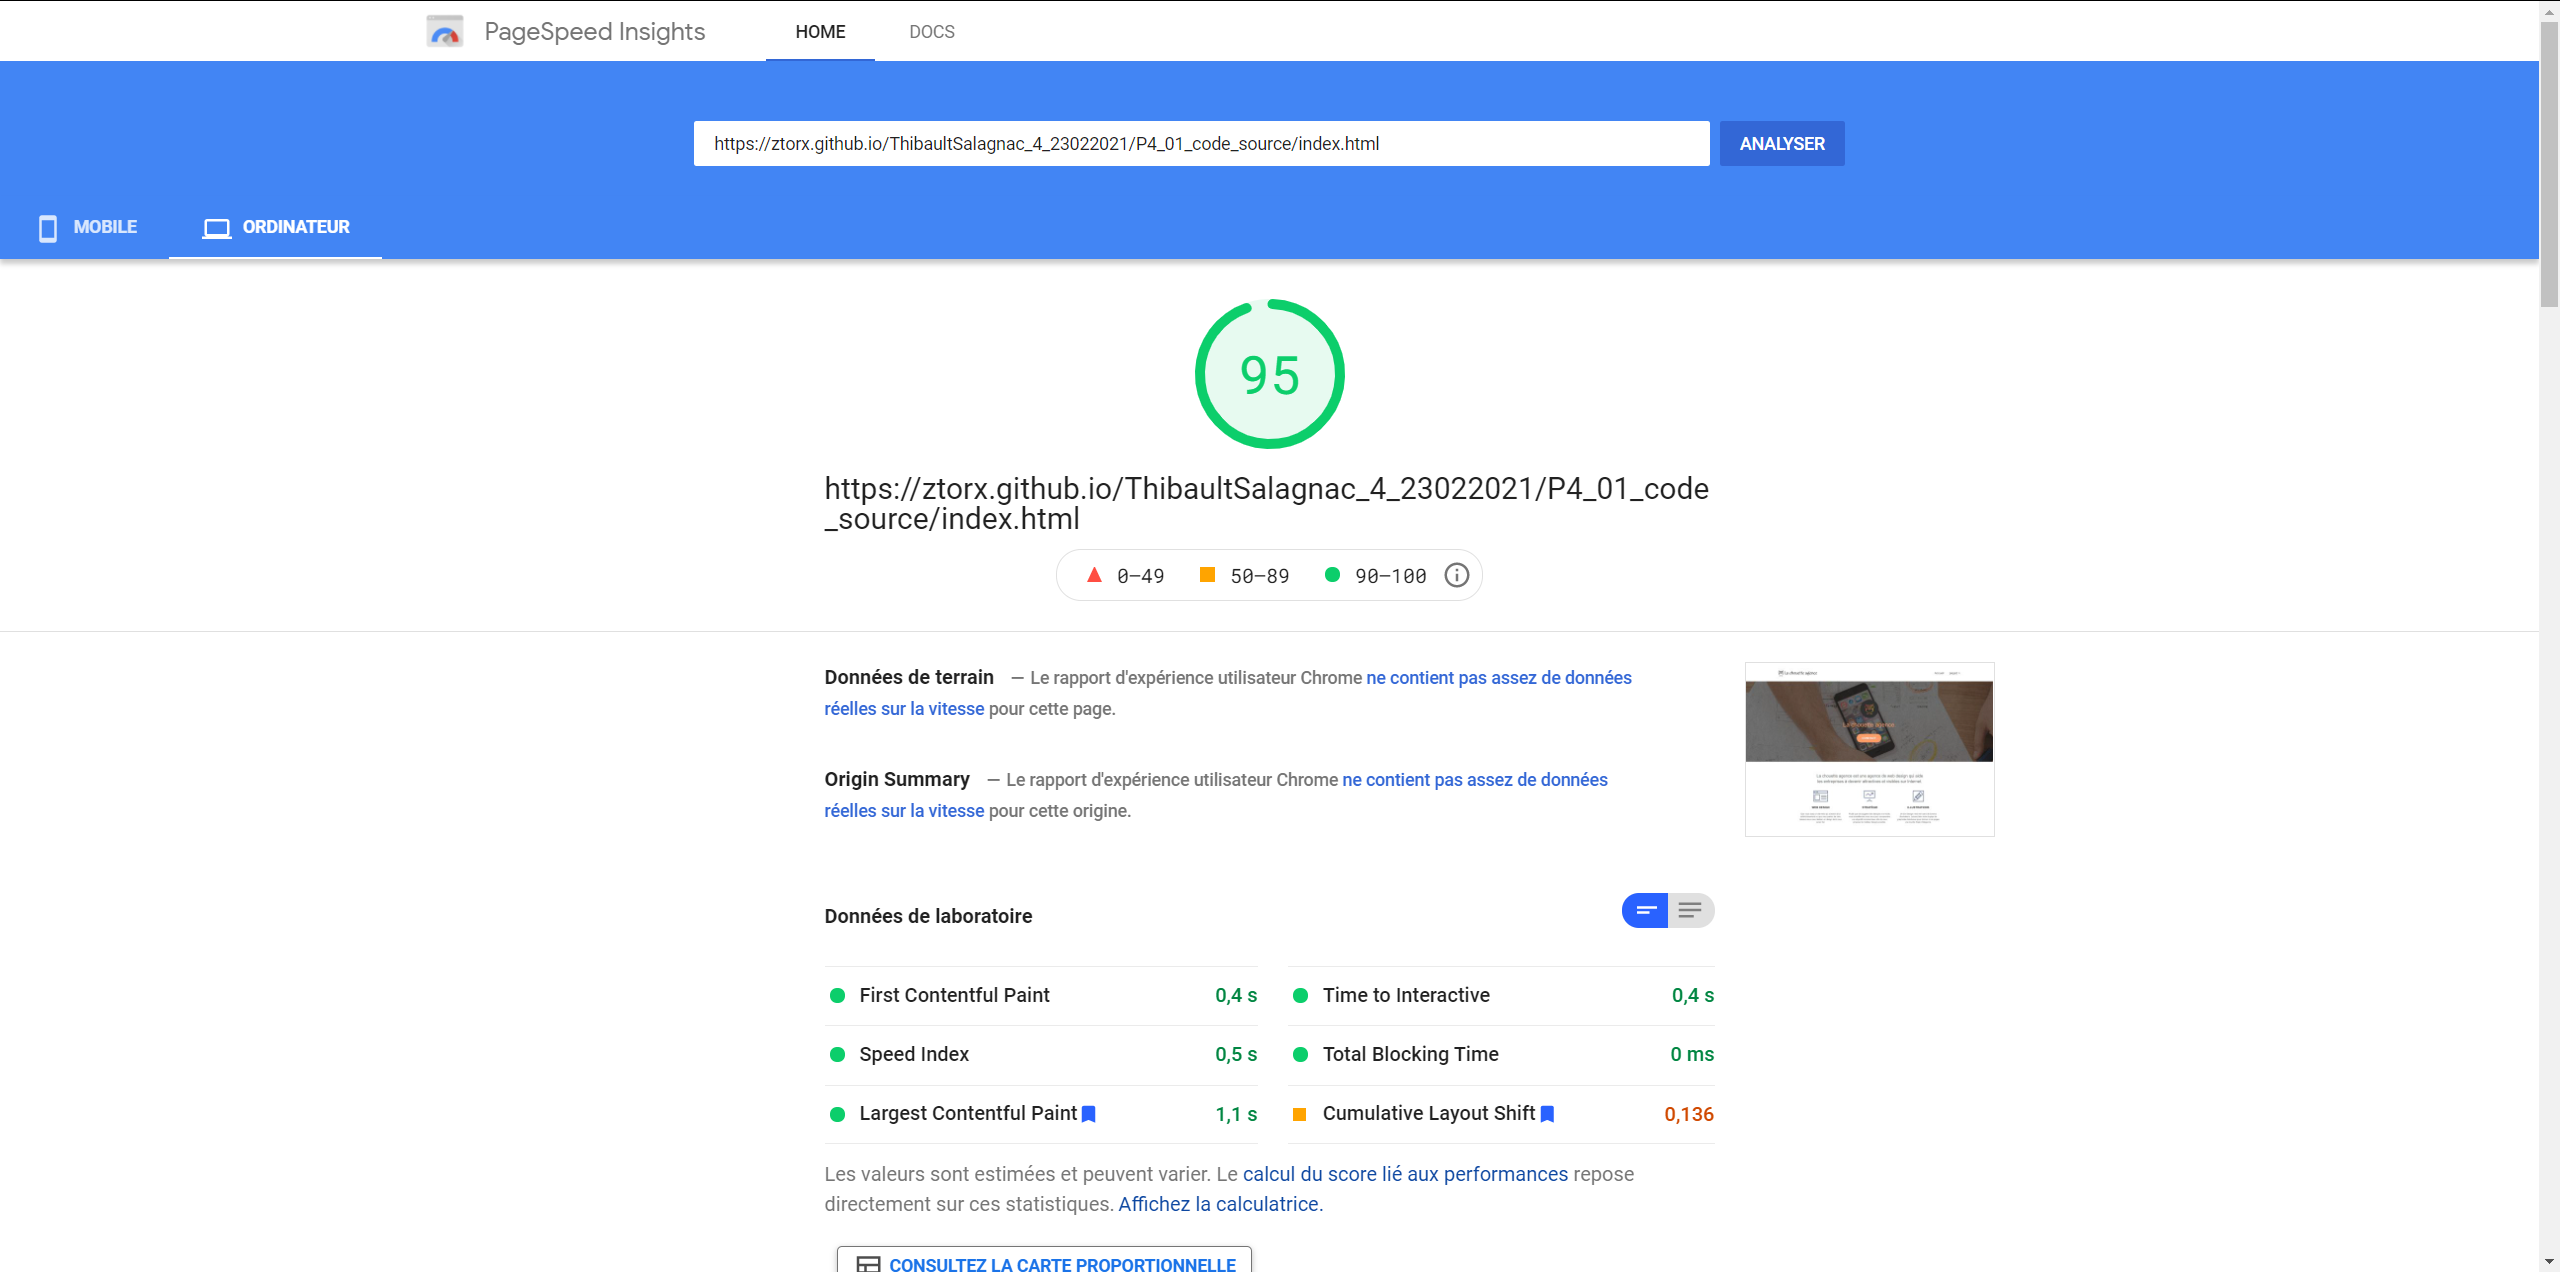 PageSpeed Insights
HOME
DOCS
https://ztorx.github.io/ThibaultSalagnac_4_23022021/P4_01_code_source/index.html
ANALYSER
MOBILE
ORDINATEUR
95
https://ztorx.github.io/ThibaultSalagnac_4_23022021/P4_01_code
_source/index.html
0–49
50–89
90–100
Données de terrain — Le rapport d'expérience utilisateur Chrome ne contient pas assez de données
réelles sur la vitesse pour cette page.
Origin Summary — Le rapport d'expérience utilisateur Chrome ne contient pas assez de données
réelles sur la vitesse pour cette origine.
Données de laboratoire
First Contentful Paint 0,4 s
Time to Interactive 0,4 s
Speed Index 0,5 s
Total Blocking Time 0 ms
Largest Contentful Paint 1,1 s
Cumulative Layout Shift 0,136
Les valeurs sont estimées et peuvent varier. Le calcul du score lié aux performances repose
directement sur ces statistiques. Affichez la calculatrice.
CONSULTEZ LA CARTE PROPORTIONNELLE